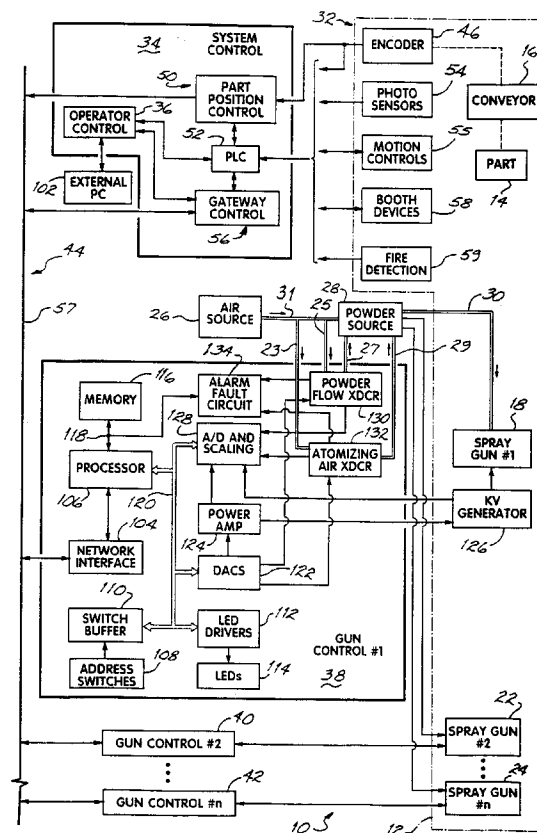 32
46
34
SYSTEM CONTROL
ENCODER
16
50
PART POSITION CONTROL
PHOTO SENSORS
54
CONVEYOR
36
OPERATOR CONTROL
52
PLC
MOTION CONTROLS
55
PART
14
102
EXTERNAL PC
GATEWAY CONTROL
56
BOOTH DEVICES
58
44
FIRE DETECTION
59
57
28
31
25
30
26
AIR SOURCE
POWDER SOURCE
134
23
27
29
116
MEMORY
ALARM FAULT CIRCUIT
POWDER FLOW XDCR
130
118
128
132
18
PROCESSOR
A/D AND SCALING
ATOMIZING AIR XDCR
SPRAY GUN #1
106
120
104
POWER AMP
124
KV GENERATOR
126
NETWORK INTERFACE
110
DACS
122
SWITCH BUFFER
LED DRIVERS
112
GUN CONTROL #1
38
108
ADDRESS SWITCHES
LEDs
114
40
22
GUN CONTROL #2
SPRAY GUN #2
42
24
GUN CONTROL #n
SPRAY GUN #n
10
12